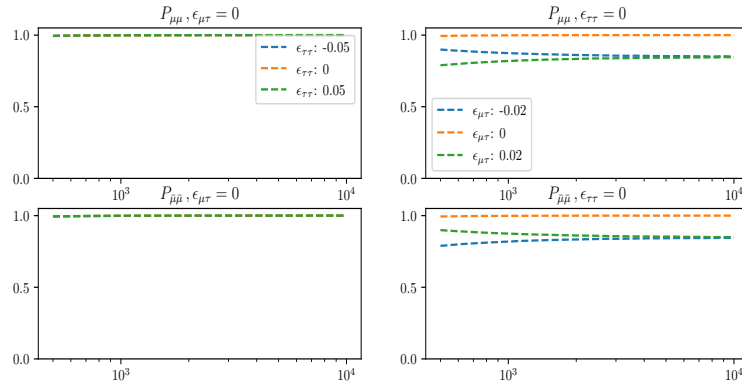 P_{μμ}, ϵ_{μτ} = 0
1.0
0.5
0.0
10^3
10^4
ϵ_{ττ}: -0.05
ϵ_{ττ}: 0
ϵ_{ττ}: 0.05
P_{μμ}, ϵ_{ττ} = 0
1.0
0.5
0.0
10^3
10^4
ϵ_{μτ}: -0.02
ϵ_{μτ}: 0
ϵ_{μτ}: 0.02
P_{μ̄μ̄}, ϵ_{μτ} = 0
1.0
0.5
0.0
10^3
10^4
P_{μ̄μ̄}, ϵ_{ττ} = 0
1.0
0.5
0.0
10^3
10^4